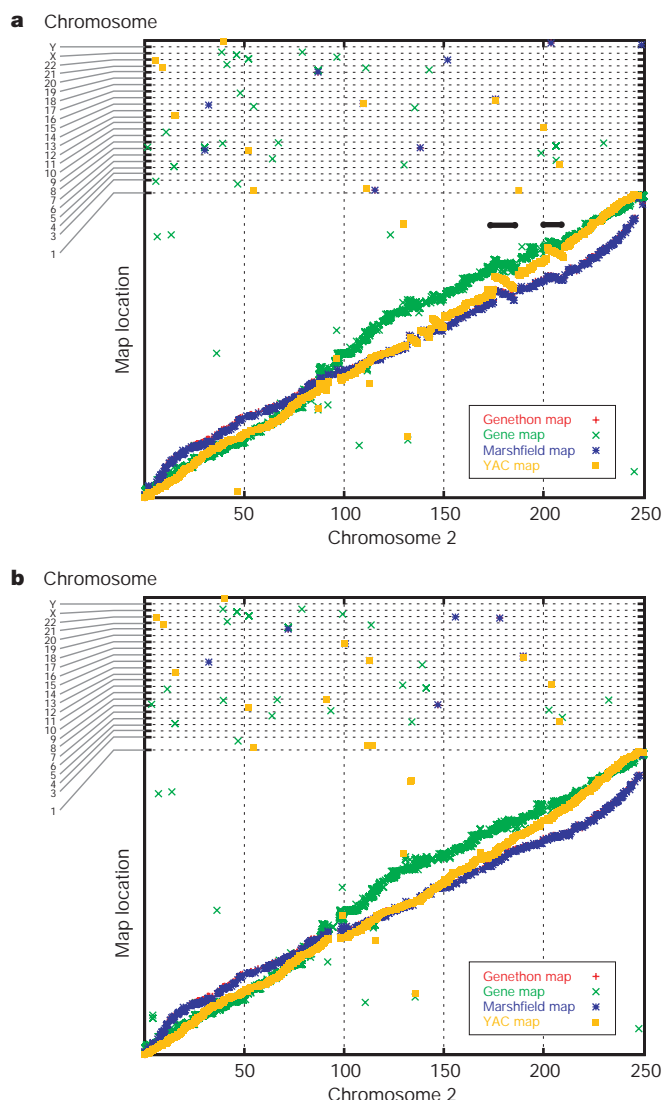 a Chromosome
Y
X
22
21
20
19
18
17
16
15
14
13
12
11
10
9
8
7
6
5
4
3
1
Map location
Genethon map
Gene map
Marshfield map
YAC map
50 100 150 200 250
Chromosome 2
b Chromosome
Y
X
22
21
20
19
18
17
16
15
14
13
12
11
10
9
8
7
6
5
4
3
1
Map location
Genethon map
Gene map
Marshfield map
YAC map
50 100 150 200 250
Chromosome 2